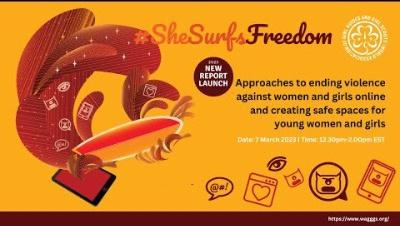 #SheSurfsFreedom
NEW
REPORT
LAUNCH
Approaches to ending violence
against women and girls online
and creating safe spaces for
young women and girls
Date: 7 March 2023 | Time: 12.30pm-2.00pm EST
@#!
https://www.wagggs.org/